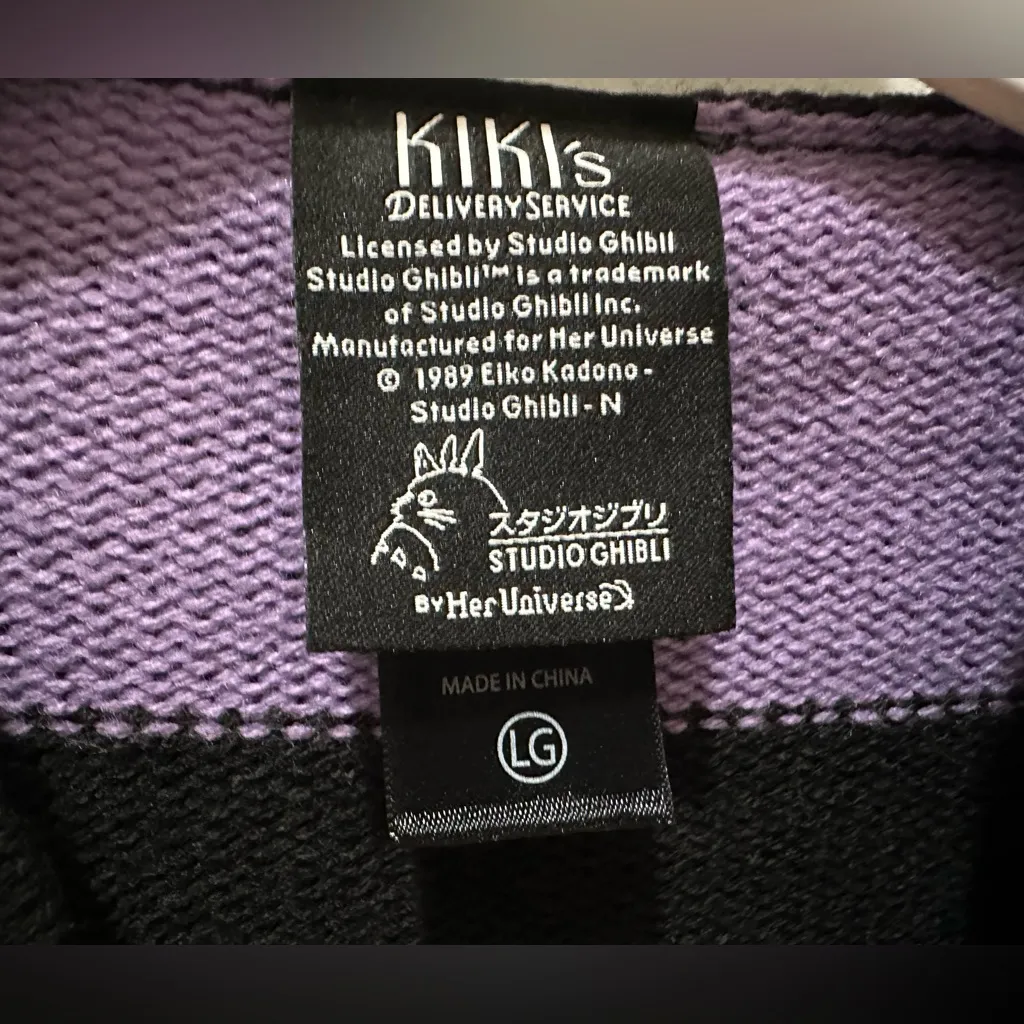 KIKI's
DELIVERY SERVICE
Licensed by Studio Ghibli
Studio Ghibli™ is a trademark
of Studio Ghibli Inc.
Manufactured for Her Universe
© 1989 Eiko Kadono -
Studio Ghibli - N
スタジオジブリ
STUDIO GHIBLI
BY Her Universe
MADE IN CHINA
LG